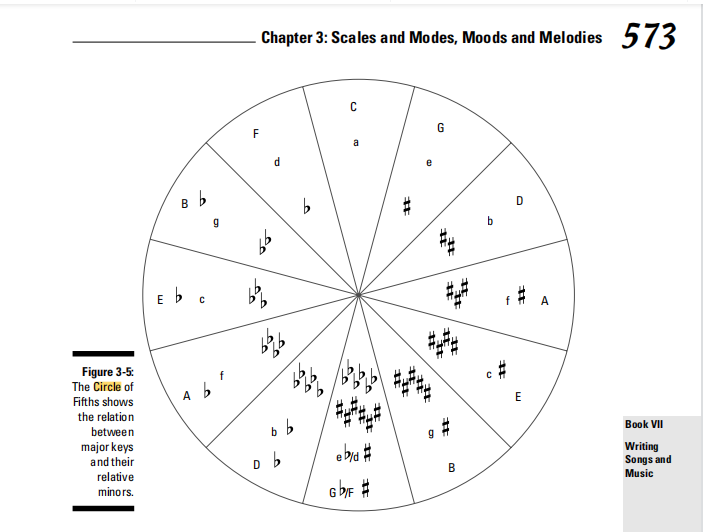 Chapter 3: Scales and Modes, Moods and Melodies 573
C
a
F
d
♭
G
e
♯
B♭
g
♭♭
D
b
♯♯
E♭
c
♭♭♭
♯♯♯
f♯
A
A♭
f
♭♭♭♭
♯♯♯♯
c♯
E
D♭
b♭
♭♭♭♭♭
♯♯♯♯♯
g♯
B
♭♭♭♭♭♭
♯♯♯♯♯♯
e♭/d♯
G♭/F♯
Figure 3-5:
The Circle of
Fifths shows
the relation
between
major keys
and their
relative
minors.
Book VII
Writing
Songs and
Music